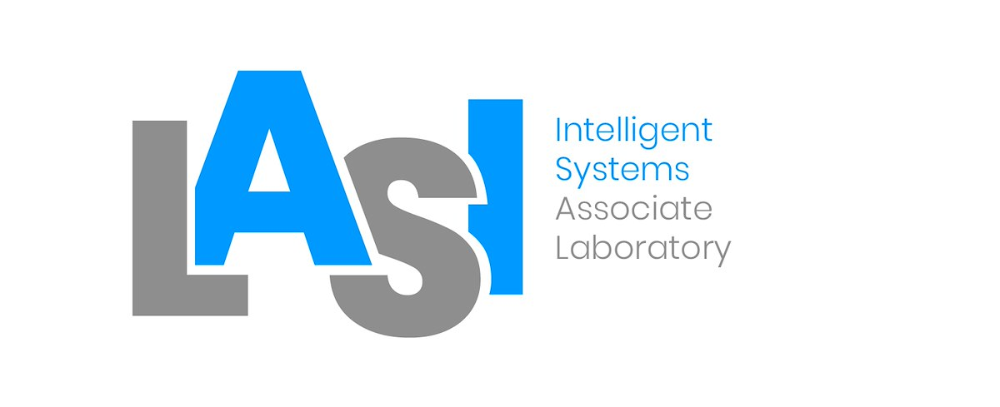 LASI
Intelligent
Systems
Associate
Laboratory